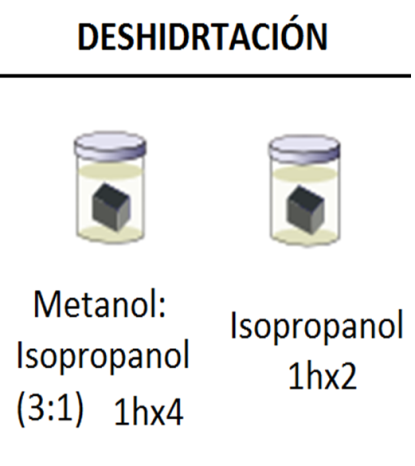 DESHIDRTACIÓN
Metanol:
Isopropanol
(3:1) 1hx4
Isopropanol
1hx2